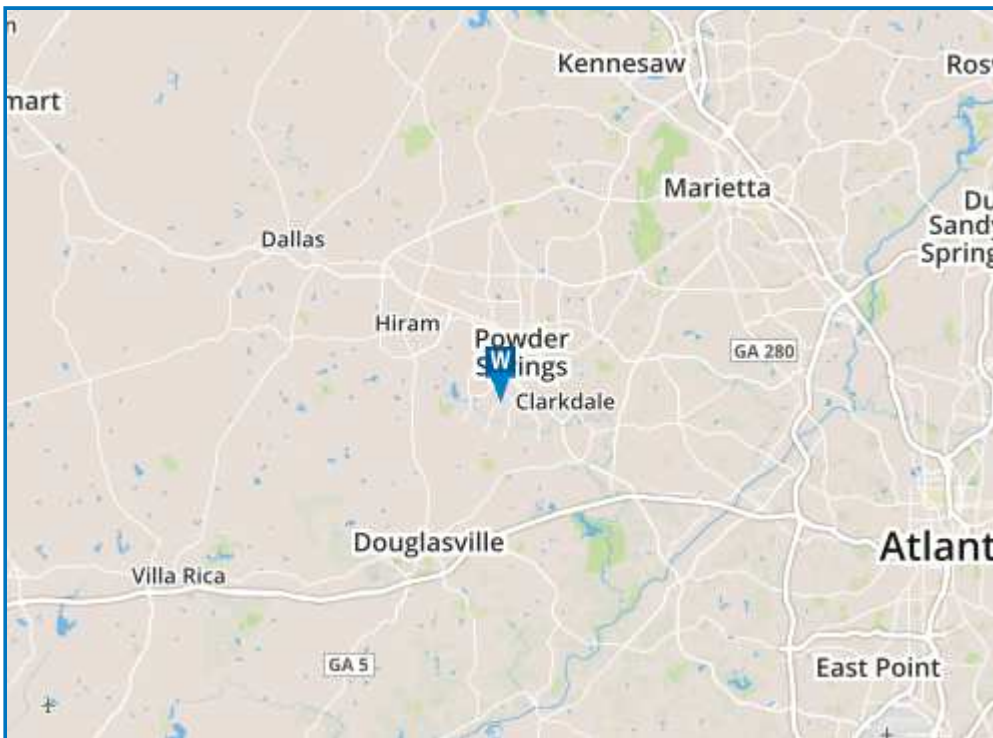 n
Kennesaw
Rosw
mart
Marietta
Du
Sandy
Spring
Dallas
Hiram
Powder
Springs
W
GA 280
Clarkdale
Douglasville
Atlant
Villa Rica
GA 5
East Point